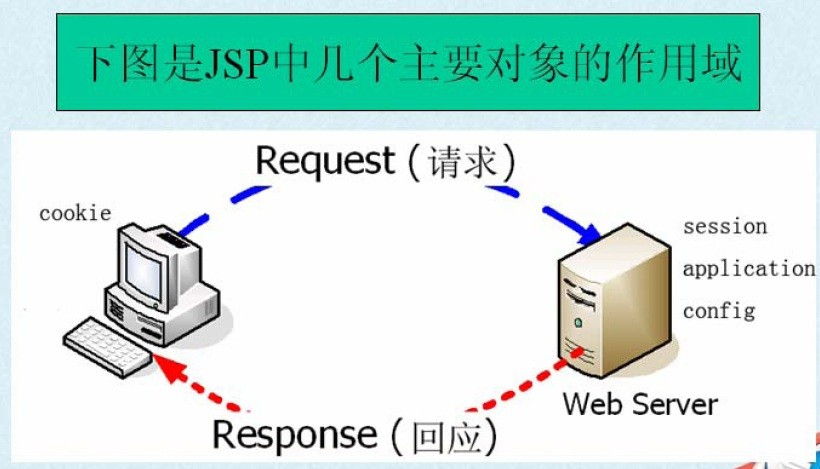 下图是JSP中几个主要对象的作用域
Request (请求)
cookie
session
application
config
Web Server
Response (回应)